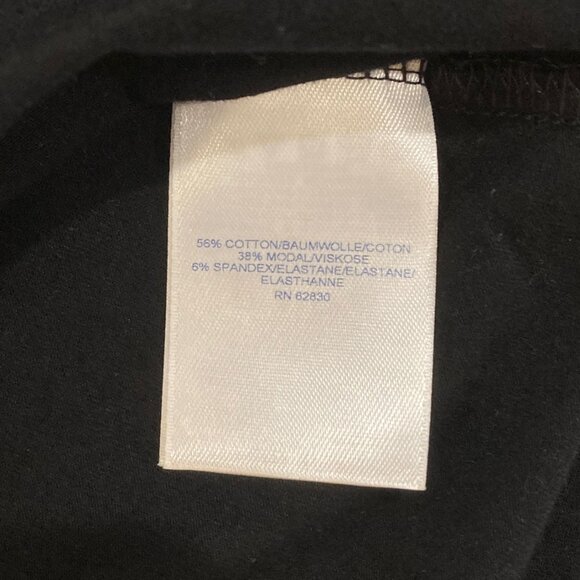 56% COTTON/BAUMWOLLE/COTON
38% MODAL/VISKOSE
6% SPANDEX/ELASTANE/ELASTANE/
ELASTHANNE
RN 62830